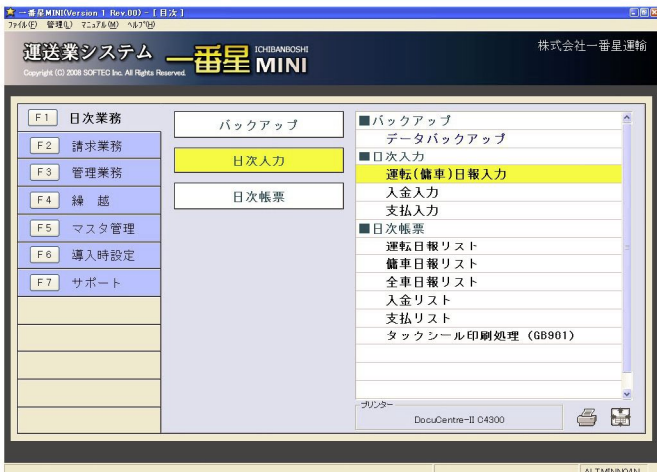 一番星MINI(Version 1 Rev.00) - [ 日次 ]
ファイル(F) 管理(L) マニュアル(M) ヘルプ(H)
運送業システム 一番星 ICHIBANBOSHI MINI
株式会社一番星運輸
Copyright (C) 2008 SOFTEC Inc. All Rights Reserved.
F1 日次業務
F2 請求業務
F3 管理業務
F4 繰 越
F5 マスタ管理
F6 導入時設定
F7 サポート
バックアップ
日次入力
日次帳票
■バックアップ
データバックアップ
■日次入力
運転(傭車)日報入力
入金入力
支払入力
■日次帳票
運転日報リスト
傭車日報リスト
全車日報リスト
入金リスト
支払リスト
タックシール印刷処理 (GB901)
プリンター
DocuCentre-II C4300